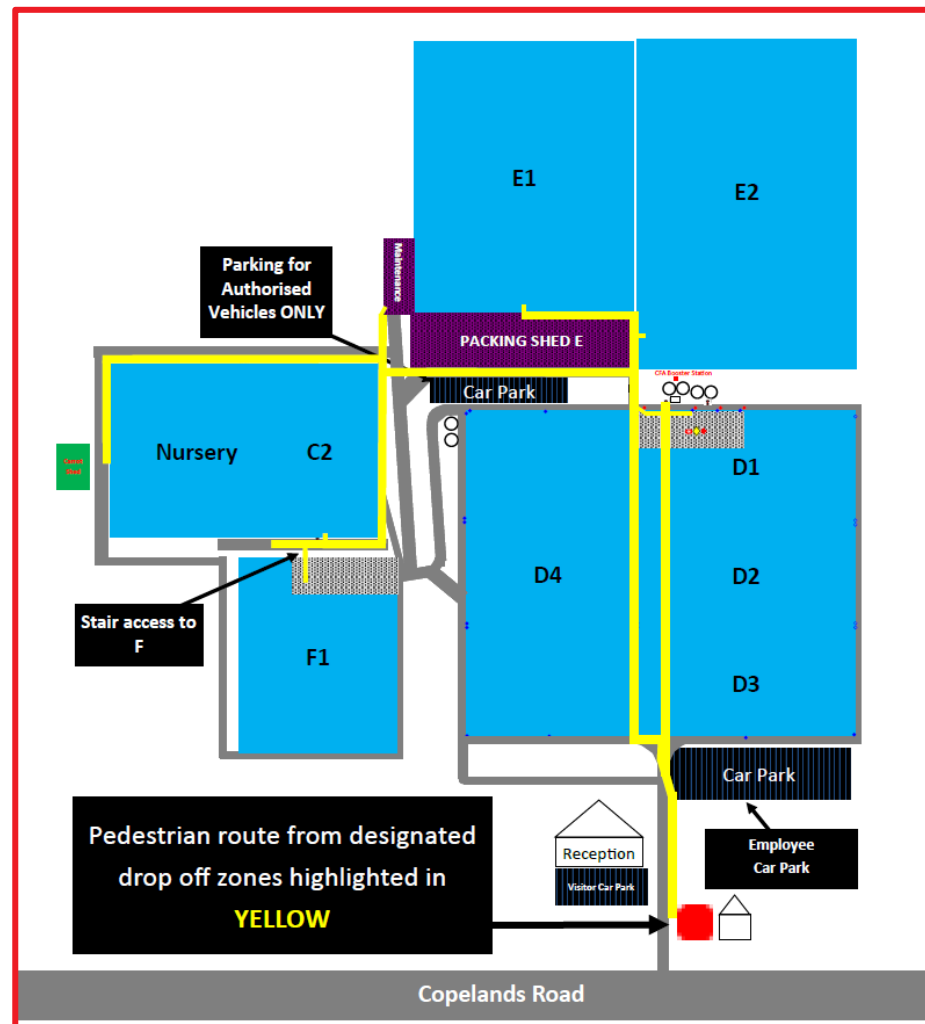 E1
E2
Maintenance
Parking for
Authorised
Vehicles ONLY
PACKING SHED E
CFA Booster Station
Car Park
Nursery
C2
D1
D4
D2
Stair access to
F
F1
D3
Car Park
Pedestrian route from designated
drop off zones highlighted in
YELLOW
Reception
Visitor Car Park
Employee
Car Park
Copelands Road